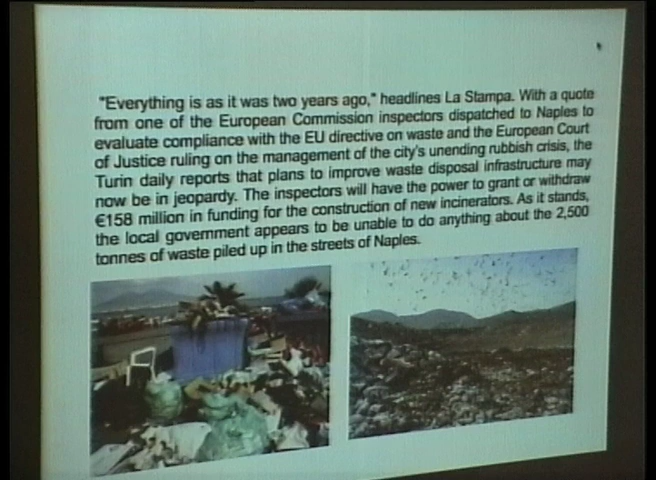 "Everything is as it was two years ago," headlines La Stampa. With a quote
from one of the European Commission inspectors dispatched to Naples to
evaluate compliance with the EU directive on waste and the European Court
of Justice ruling on the management of the city's unending rubbish crisis, the
Turin daily reports that plans to improve waste disposal infrastructure may
now be in jeopardy. The inspectors will have the power to grant or withdraw
€158 million in funding for the construction of new incinerators. As it stands,
the local government appears to be unable to do anything about the 2,500
tonnes of waste piled up in the streets of Naples.